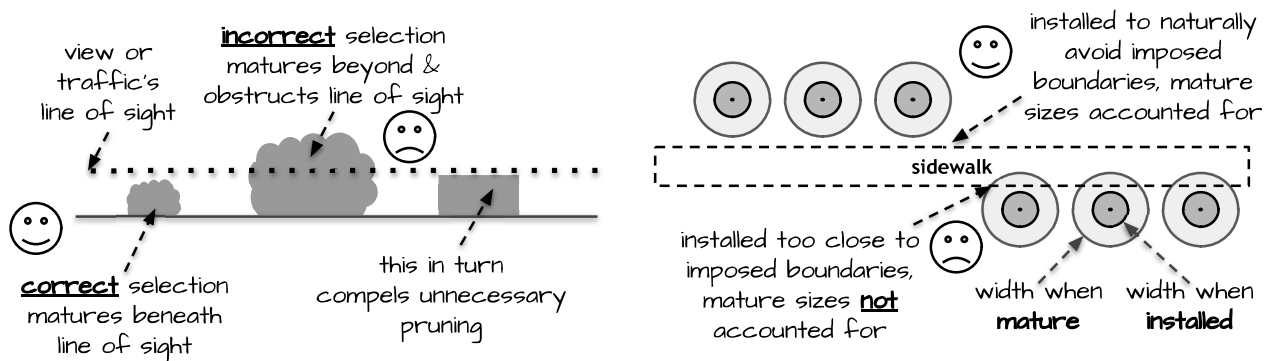 view or
traffic's
line of sight
incorrect selection
matures beyond &
obstructs line of sight
correct selection
matures beneath
line of sight
this in turn
compels unnecessary
pruning
installed to naturally
avoid imposed
boundaries, mature
sizes accounted for
sidewalk
installed too close to
imposed boundaries,
mature sizes not
accounted for
width when
mature
width when
installed